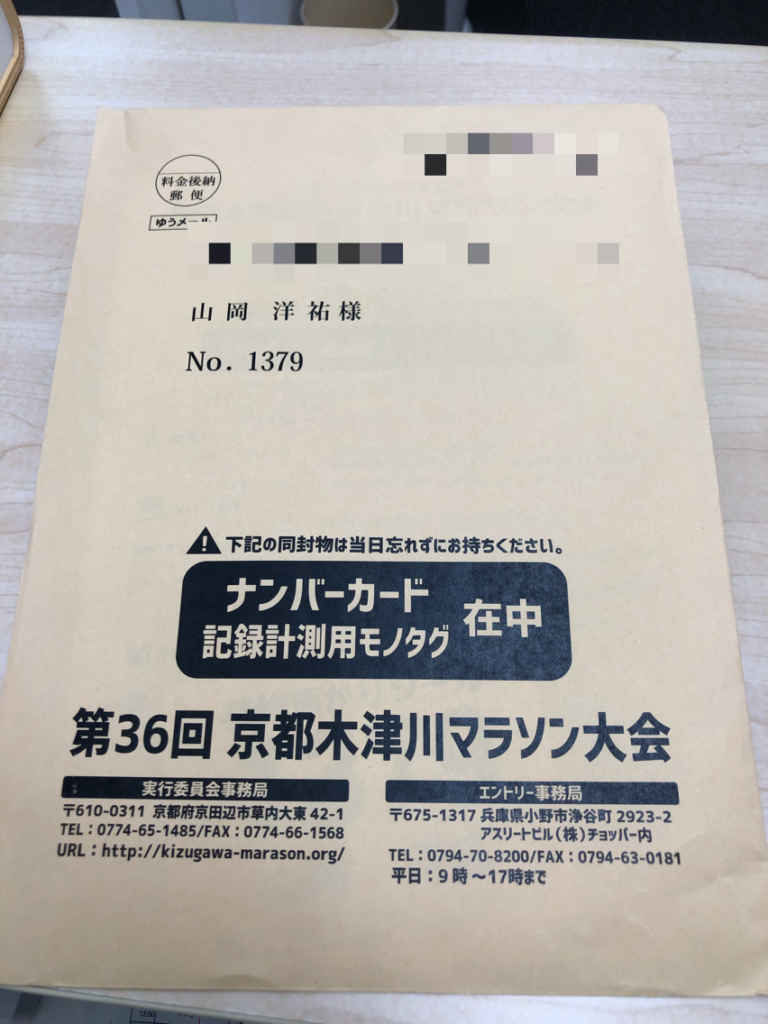 料金後納
郵便
ゆうメール
山岡 洋祐様
No. 1379
下記の同封物は当日忘れずにお持ちください。
ナンバーカード
記録計測用モノタグ
在中
第36回 京都木津川マラソン大会
実行委員会事務局
〒610-0311 京都府京田辺市草内大東 42-1
TEL：0774-65-1485/FAX：0774-66-1568
URL：http://kizugawa-marason.org/
エントリー事務局
〒675-1317 兵庫県小野市浄谷町 2923-2
アスリートビル(株)チョッパー内
TEL：0794-70-8200/FAX：0794-63-0181
平日：9時～17時まで
12:00